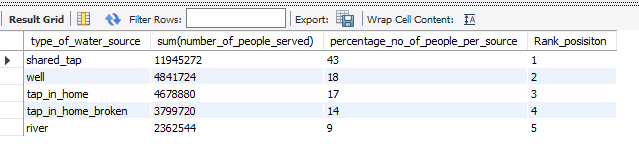 Result Grid Filter Rows: Export: Wrap Cell Content:
type_of_water_source sum(number_of_people_served) percentage_no_of_people_per_source Rank_posisiton
shared_tap 11945272 43 1
well 4841724 18 2
tap_in_home 4678880 17 3
tap_in_home_broken 3799720 14 4
river 2362544 9 5